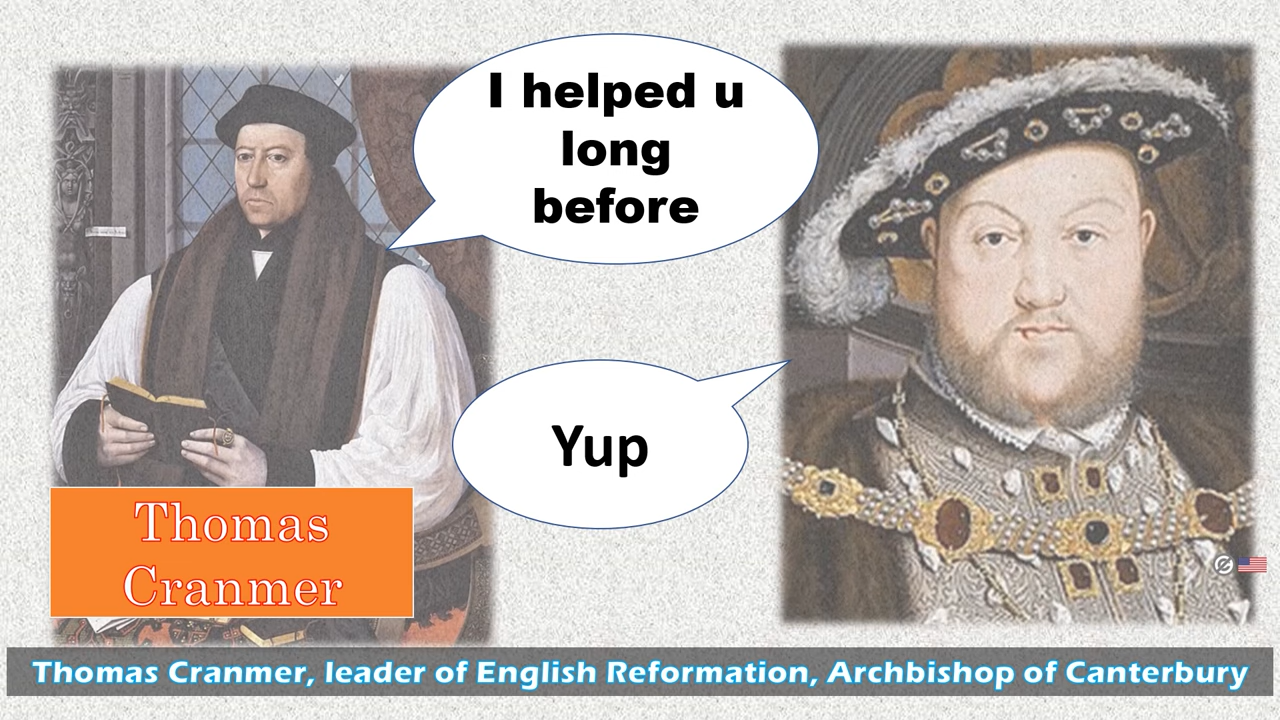 I helped u
long
before
Yup
Thomas
Cranmer
Thomas Cranmer, leader of English Reformation, Archbishop of Canterbury